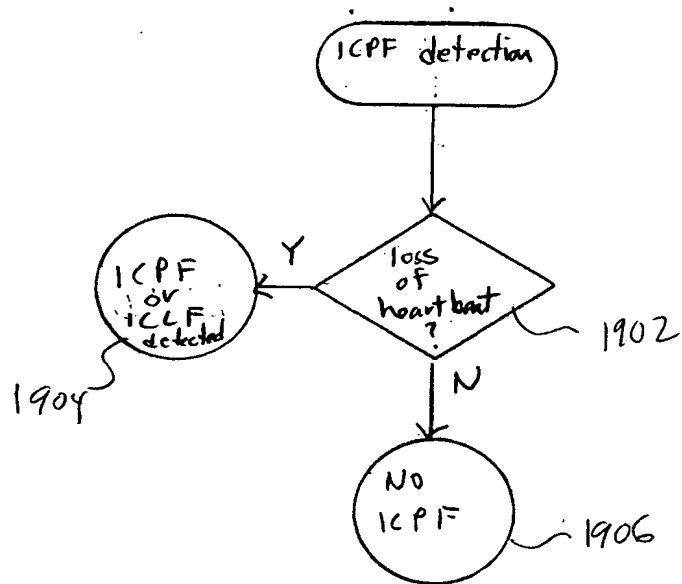 ICPF detection
Y
loss
of
heartbeat
?
ICPF
or
ICLF
detected
1902
1904
N
NO
ICPF
1906